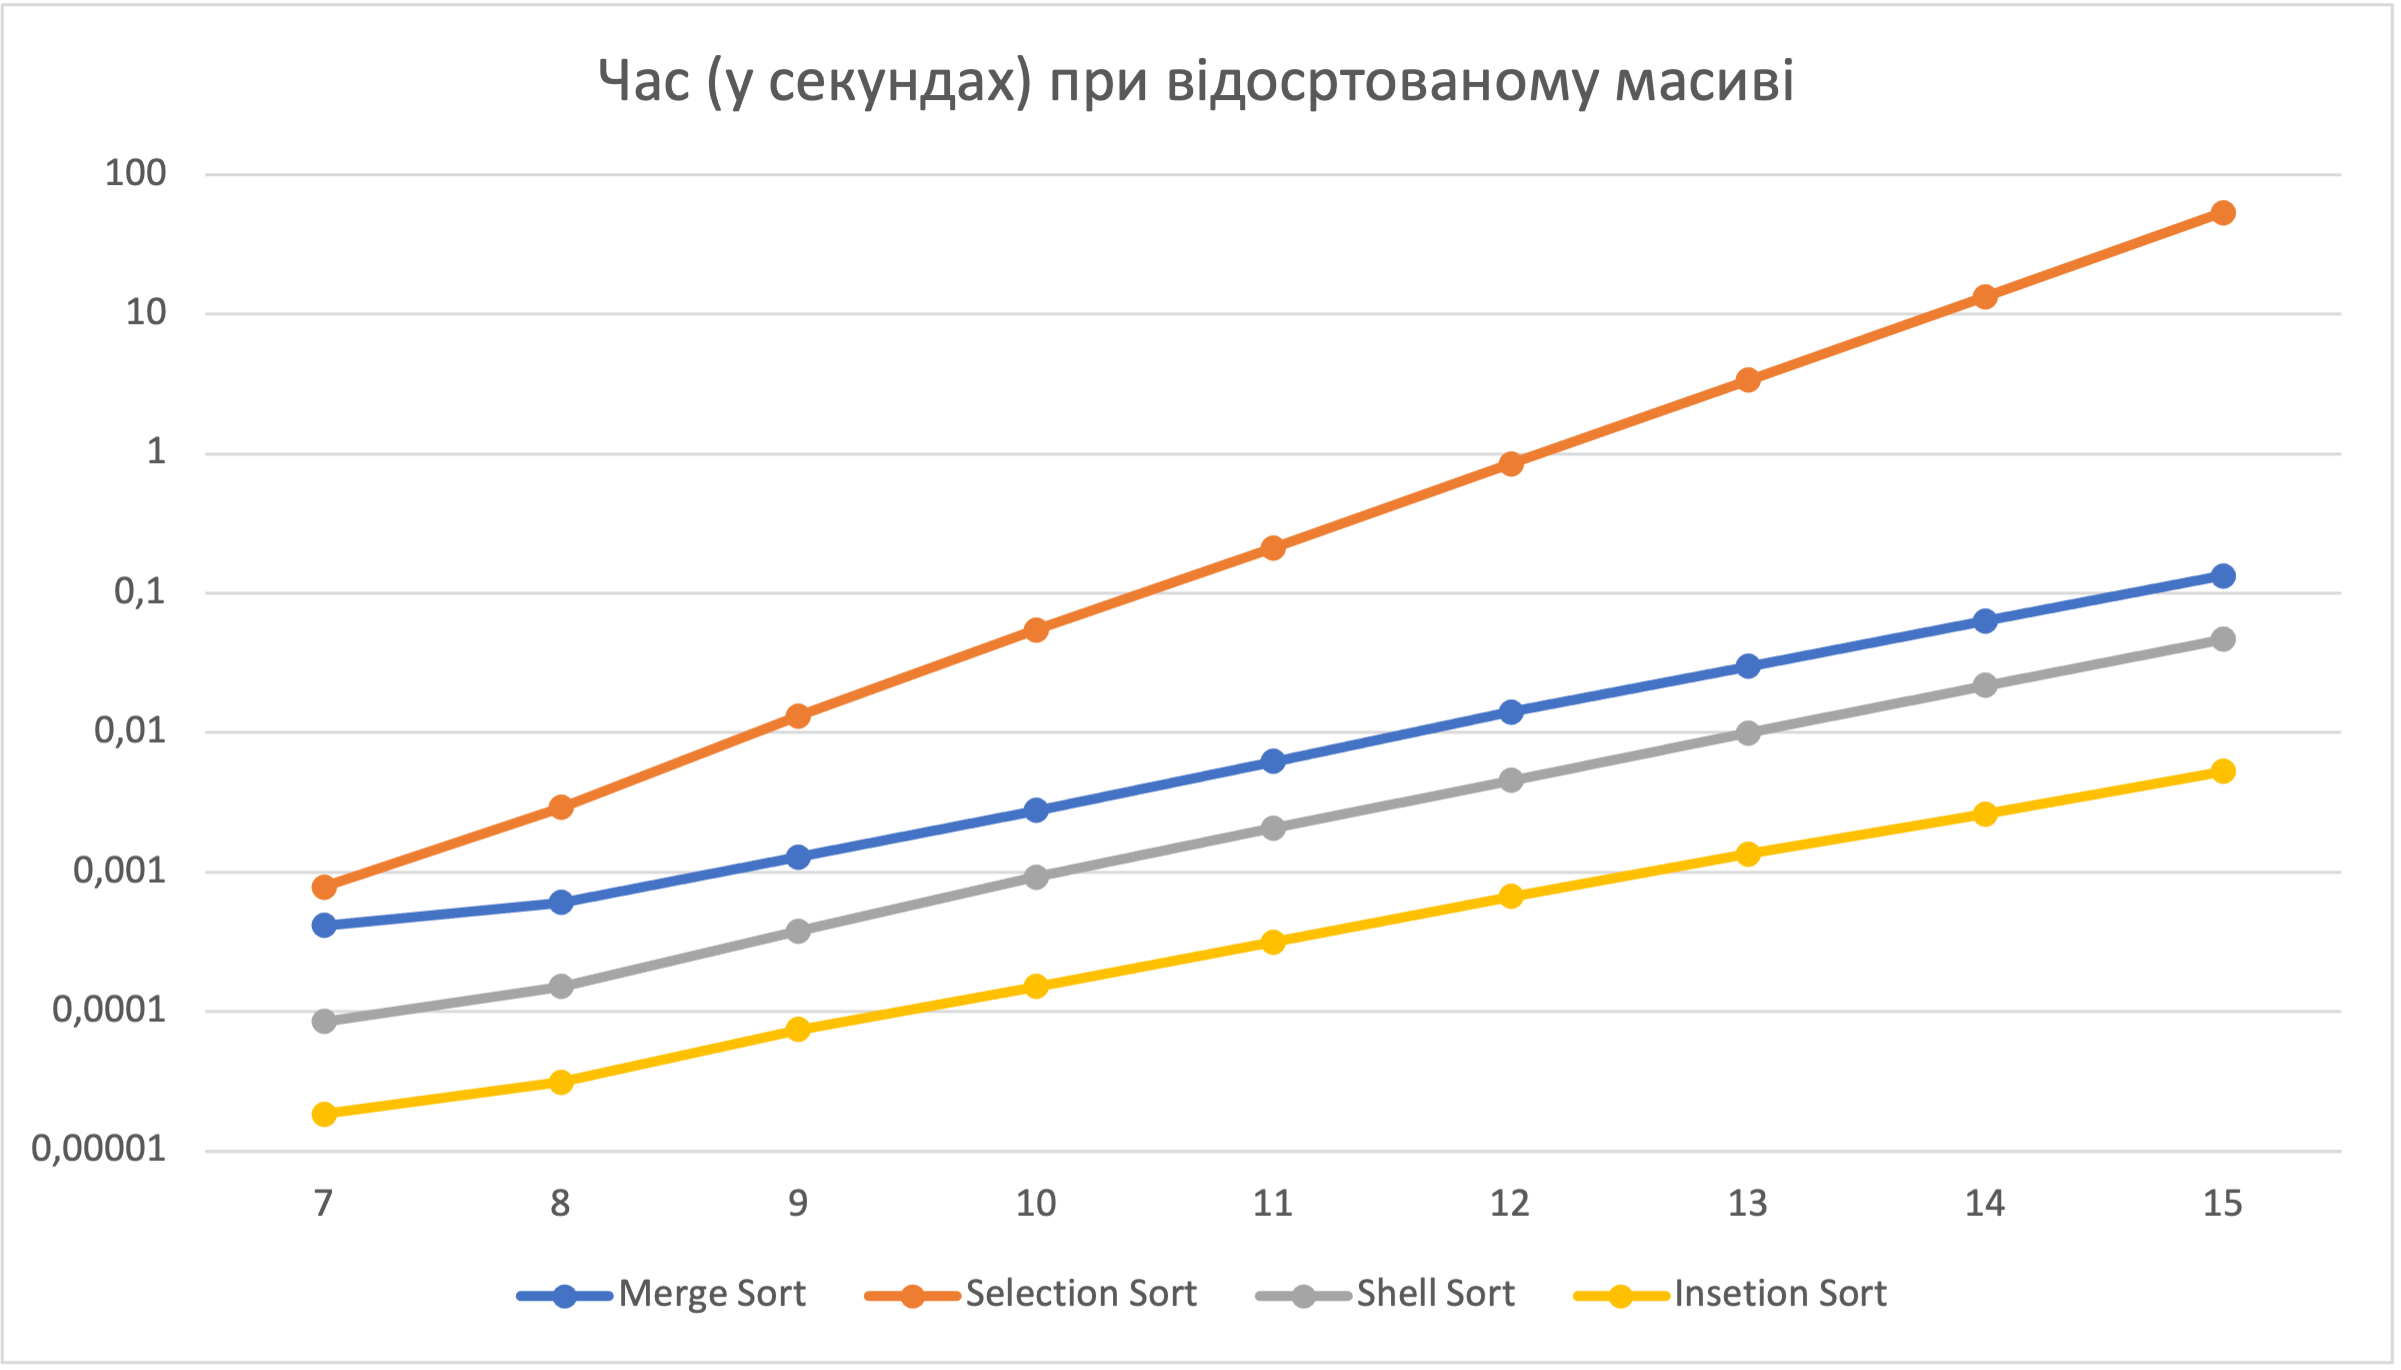 Час (у секундах) при відосртованому масиві
100
10
1
0,1
0,01
0,001
0,0001
0,00001
7 8 9 10 11 12 13 14 15
Merge Sort Selection Sort Shell Sort Insetion Sort